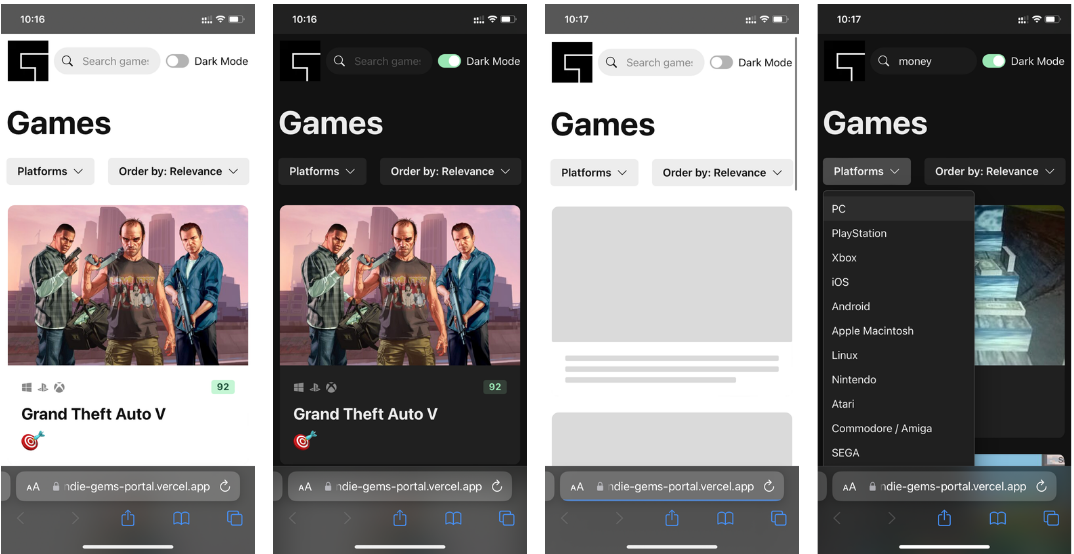 10:16
Search games
Dark Mode
Games
Platforms
Order by: Relevance
92
Grand Theft Auto V
AA
ndie-gems-portal.vercel.app
10:16
Search games
Dark Mode
Games
Platforms
Order by: Relevance
92
Grand Theft Auto V
AA
ndie-gems-portal.vercel.app
10:17
Search games
Dark Mode
Games
Platforms
Order by: Relevance
AA
ndie-gems-portal.vercel.app
10:17
money
Dark Mode
Games
Platforms
Order by: Relevance
PC
PlayStation
Xbox
iOS
Android
Apple Macintosh
Linux
Nintendo
Atari
Commodore / Amiga
SEGA
AA
ndie-gems-portal.vercel.app